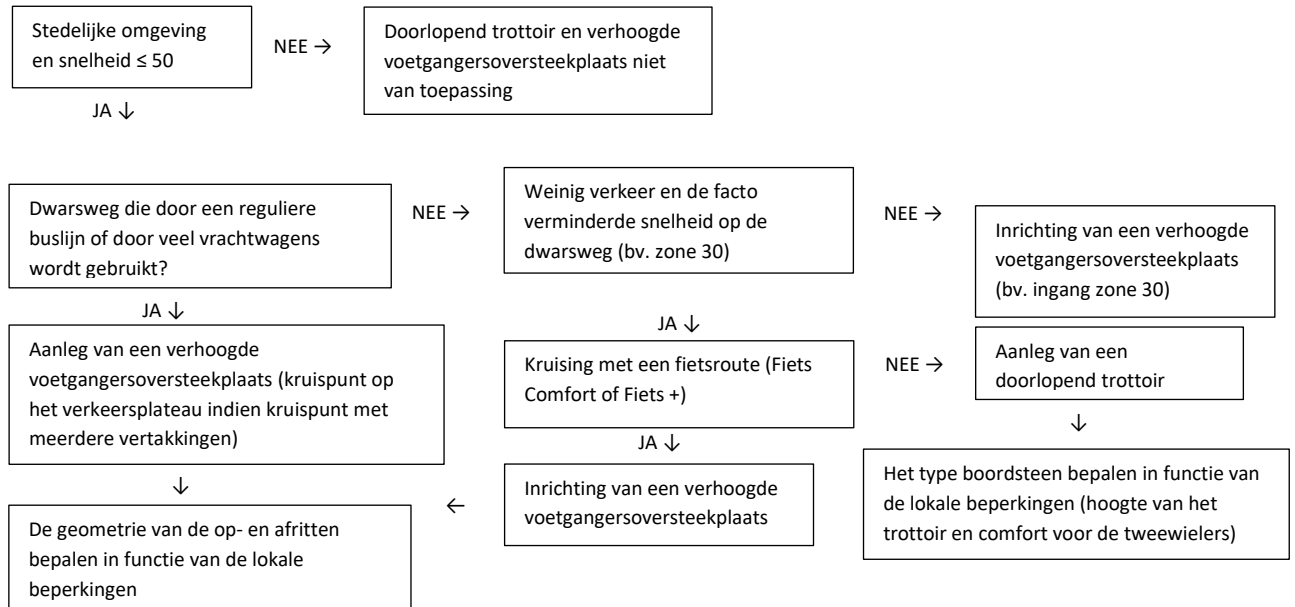 Stedelijke omgeving
en snelheid ≤ 50
NEE →
Doorlopend trottoir en verhoogde
voetgangersoversteekplaats niet
van toepassing
JA ↓
Dwarsweg die door een reguliere
buslijn of door veel vrachtwagens
wordt gebruikt?
NEE →
Weinig verkeer en de facto
verminderde snelheid op de
dwarsweg (bv. zone 30)
NEE →
Inrichting van een verhoogde
voetgangersoversteekplaats
(bv. ingang zone 30)
JA ↓
JA ↓
Aanleg van een verhoogde
voetgangersoversteekplaats (kruispunt op
het verkeersplateau indien kruispunt met
meerdere vertakkingen)
Kruising met een fietsroute (Fiets
Comfort of Fiets +)
NEE →
Aanleg van een
doorlopend trottoir
JA ↓
↓
↓
Inrichting van een verhoogde
voetgangersoversteekplaats
←
Het type boordsteen bepalen in functie van
de lokale beperkingen (hoogte van het
trottoir en comfort voor de tweewielers)
De geometrie van de op- en afritten
bepalen in functie van de lokale
beperkingen